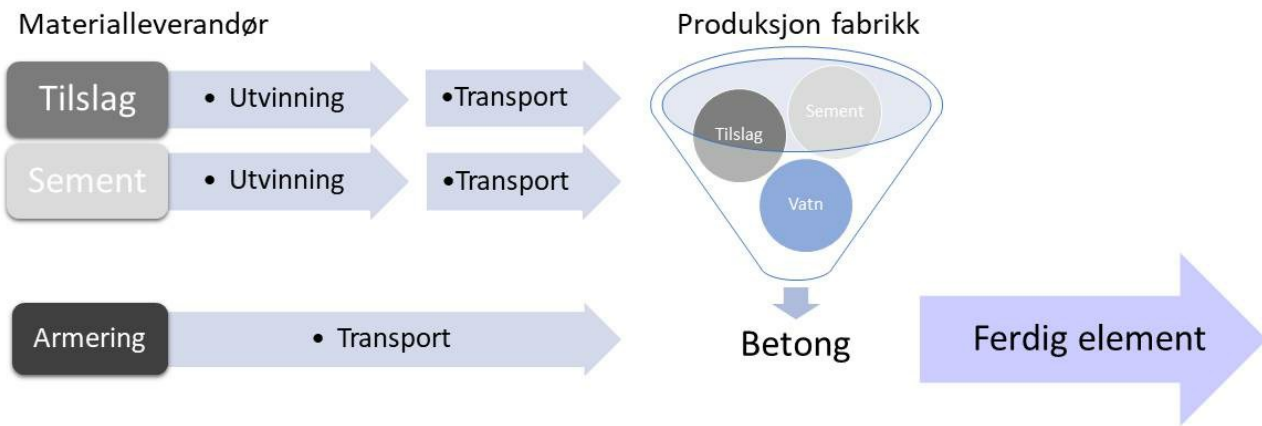 Materialleverandør
Produksjon fabrikk
Tilslag
• Utvinning
•Transport
Sement
• Utvinning
•Transport
Tilslag
Sement
Vatn
Armering
• Transport
Betong
Ferdig element